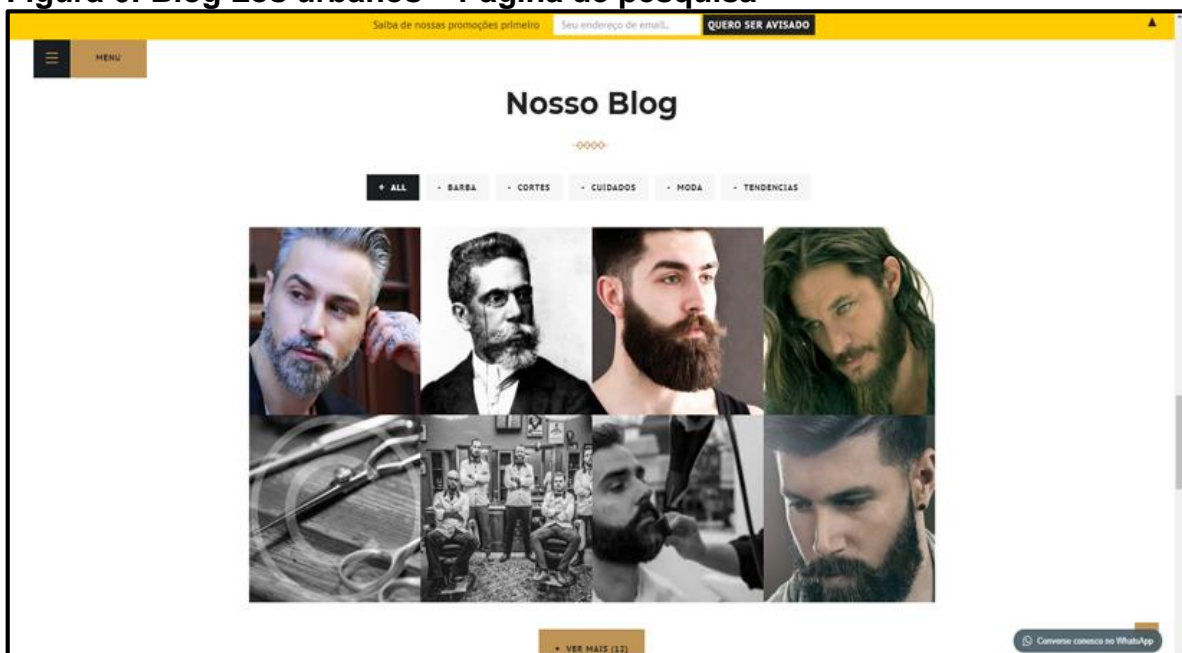 Figura 6: Blog Los urbanos – Página de pesquisa
Saiba de nossas promoções primeiro Seu endereço de email.. QUERO SER AVISADO ▲
MENU
Nosso Blog
+ ALL - BARBA - CORTES - CUIDADOS - MODA - TENDENCIAS
+ VER MAIS (12)
Converse conosco no WhatsApp